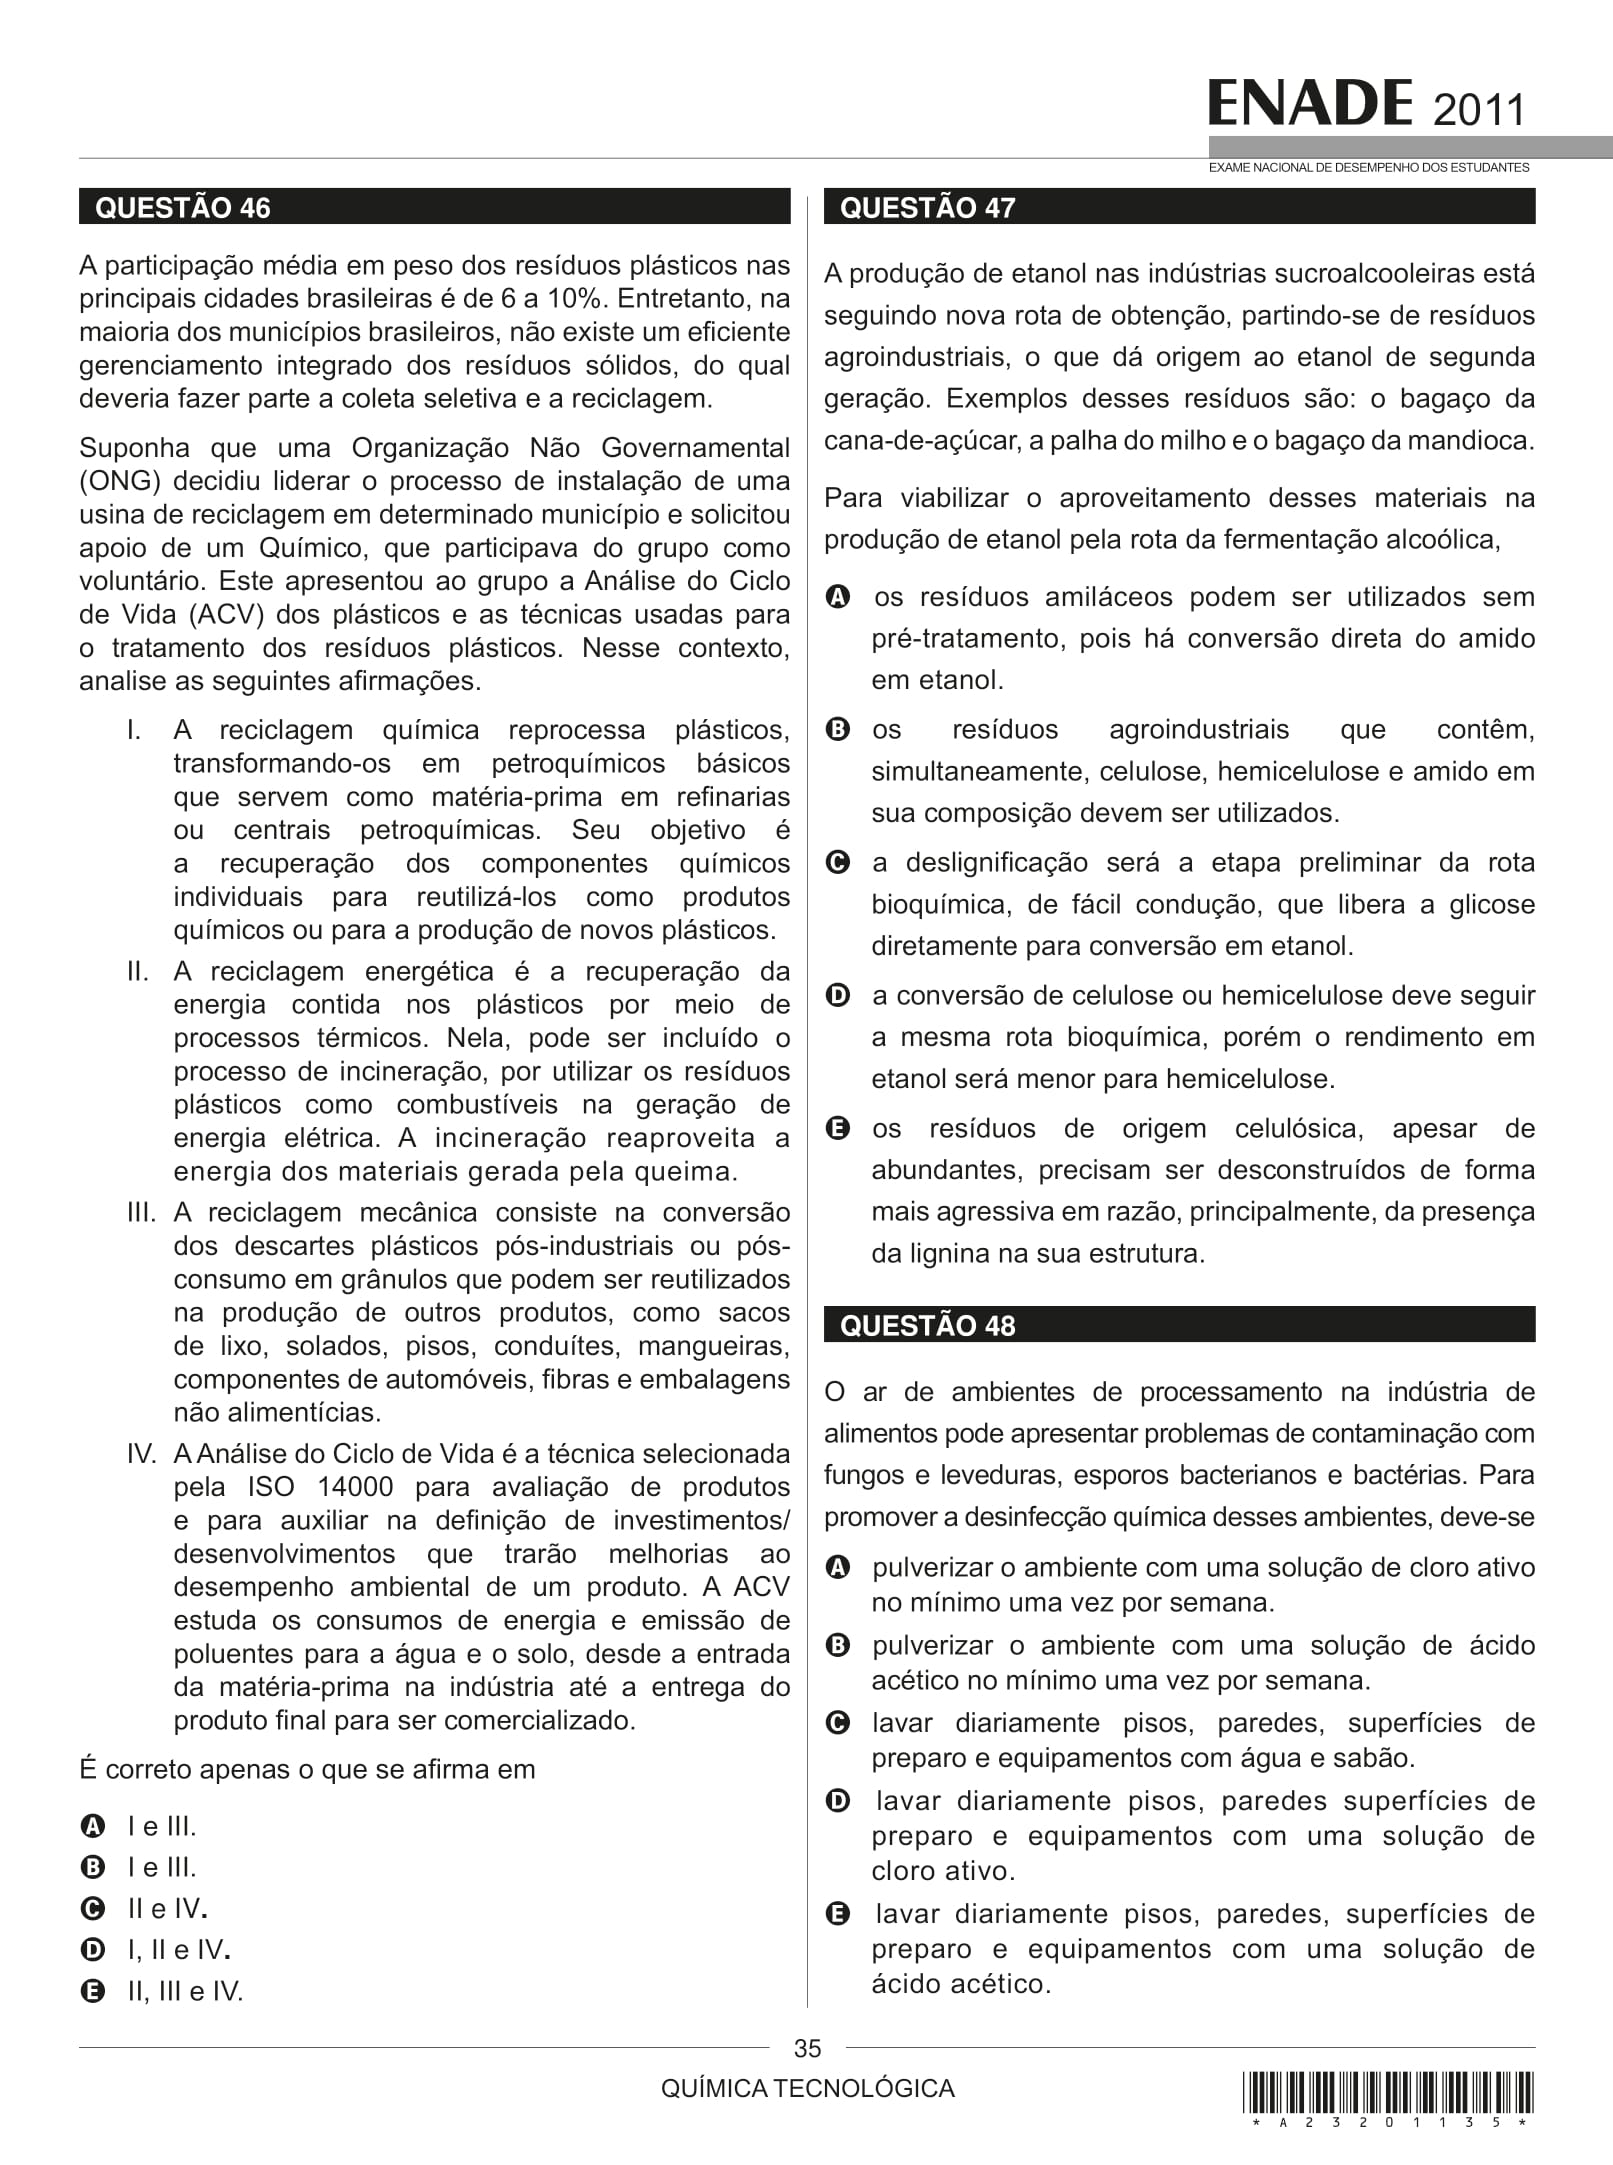 ENADE 2011
EXAME NACIONAL DE DESEMPENHO DOS ESTUDANTES
QUESTÃO 46
A participação média em peso dos resíduos plásticos nas
principais cidades brasileiras é de 6 a 10%. Entretanto, na
maioria dos municípios brasileiros, não existe um eficiente
gerenciamento integrado dos resíduos sólidos, do qual
deveria fazer parte a coleta seletiva e a reciclagem.
Suponha que uma Organização Não Governamental
(ONG) decidiu liderar o processo de instalação de uma
usina de reciclagem em determinado município e solicitou
apoio de um Químico, que participava do grupo como
voluntário. Este apresentou ao grupo a Análise do Ciclo
de Vida (ACV) dos plásticos e as técnicas usadas para
o tratamento dos resíduos plásticos. Nesse contexto,
analise as seguintes afirmações.
I. A reciclagem química reprocessa plásticos,
transformando-os em petroquímicos básicos
que servem como matéria-prima em refinarias
ou centrais petroquímicas. Seu objetivo é
a recuperação dos componentes químicos
individuais para reutilizá-los como produtos
químicos ou para a produção de novos plásticos.
II. A reciclagem energética é a recuperação da
energia contida nos plásticos por meio de
processos térmicos. Nela, pode ser incluído o
processo de incineração, por utilizar os resíduos
plásticos como combustíveis na geração de
energia elétrica. A incineração reaproveita a
energia dos materiais gerada pela queima.
III. A reciclagem mecânica consiste na conversão
dos descartes plásticos pós-industriais ou pós-
consumo em grânulos que podem ser reutilizados
na produção de outros produtos, como sacos
de lixo, solados, pisos, conduítes, mangueiras,
componentes de automóveis, fibras e embalagens
não alimentícias.
IV. A Análise do Ciclo de Vida é a técnica selecionada
pela ISO 14000 para avaliação de produtos
e para auxiliar na definição de investimentos/
desenvolvimentos que trarão melhorias ao
desempenho ambiental de um produto. A ACV
estuda os consumos de energia e emissão de
poluentes para a água e o solo, desde a entrada
da matéria-prima na indústria até a entrega do
produto final para ser comercializado.
É correto apenas o que se afirma em
A I e III.
B I e III.
C II e IV.
D I, II e IV.
E II, III e IV.
QUESTÃO 47
A produção de etanol nas indústrias sucroalcooleiras está
seguindo nova rota de obtenção, partindo-se de resíduos
agroindustriais, o que dá origem ao etanol de segunda
geração. Exemplos desses resíduos são: o bagaço da
cana-de-açúcar, a palha do milho e o bagaço da mandioca.
Para viabilizar o aproveitamento desses materiais na
produção de etanol pela rota da fermentação alcoólica,
A os resíduos amiláceos podem ser utilizados sem
pré-tratamento, pois há conversão direta do amido
em etanol.
B os resíduos agroindustriais que contêm,
simultaneamente, celulose, hemicelulose e amido em
sua composição devem ser utilizados.
C a deslignificação será a etapa preliminar da rota
bioquímica, de fácil condução, que libera a glicose
diretamente para conversão em etanol.
D a conversão de celulose ou hemicelulose deve seguir
a mesma rota bioquímica, porém o rendimento em
etanol será menor para hemicelulose.
E os resíduos de origem celulósica, apesar de
abundantes, precisam ser desconstruídos de forma
mais agressiva em razão, principalmente, da presença
da lignina na sua estrutura.
QUESTÃO 48
O ar de ambientes de processamento na indústria de
alimentos pode apresentar problemas de contaminação com
fungos e leveduras, esporos bacterianos e bactérias. Para
promover a desinfecção química desses ambientes, deve-se
A pulverizar o ambiente com uma solução de cloro ativo
no mínimo uma vez por semana.
B pulverizar o ambiente com uma solução de ácido
acético no mínimo uma vez por semana.
C lavar diariamente pisos, paredes, superfícies de
preparo e equipamentos com água e sabão.
D lavar diariamente pisos, paredes superfícies de
preparo e equipamentos com uma solução de
cloro ativo.
E lavar diariamente pisos, paredes, superfícies de
preparo e equipamentos com uma solução de
ácido acético.
35
QUÍMICA TECNOLÓGICA
* A 2 3 2 0 1 1 3 5 *